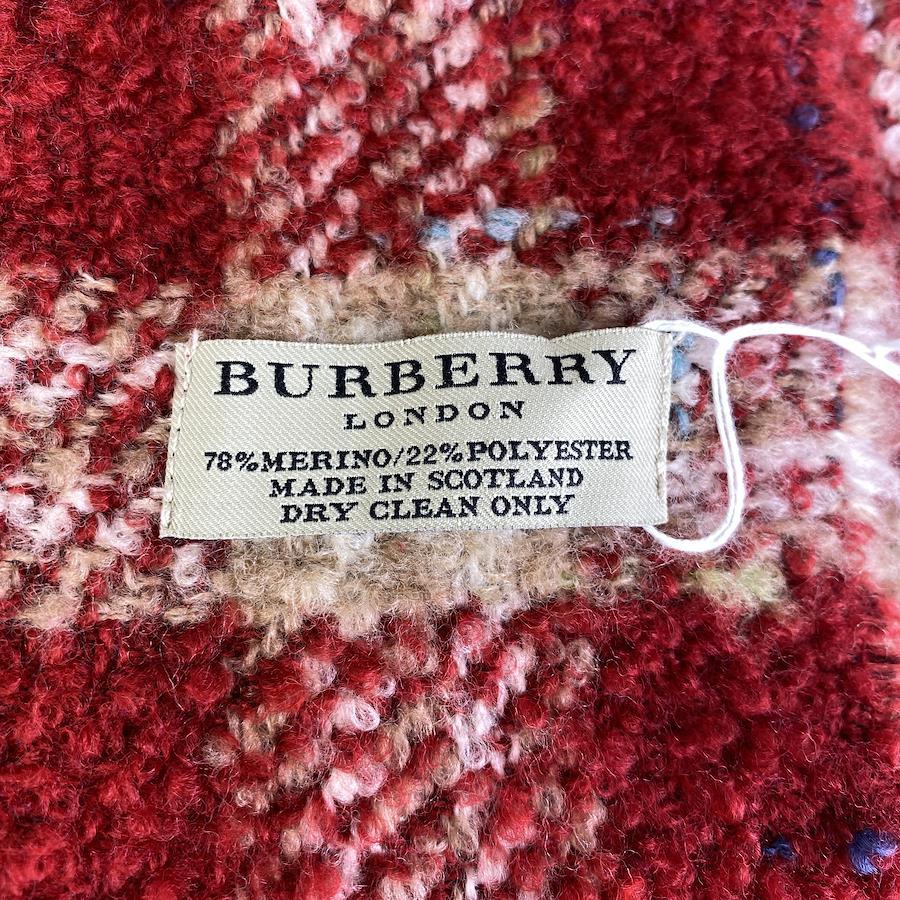 BURBERRY
LONDON
78%MERINO/22%POLYESTER
MADE IN SCOTLAND
DRY CLEAN ONLY